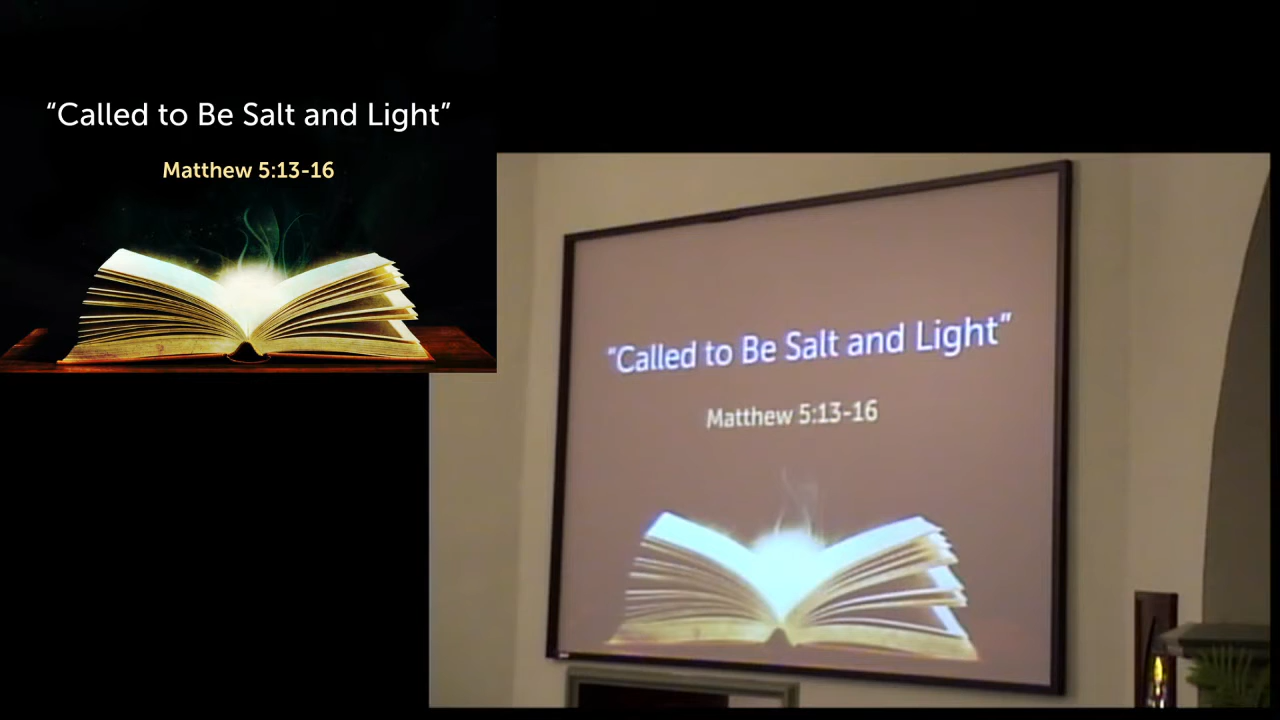 “Called to Be Salt and Light”
Matthew 5:13-16
“Called to Be Salt and Light”
Matthew 5:13-16